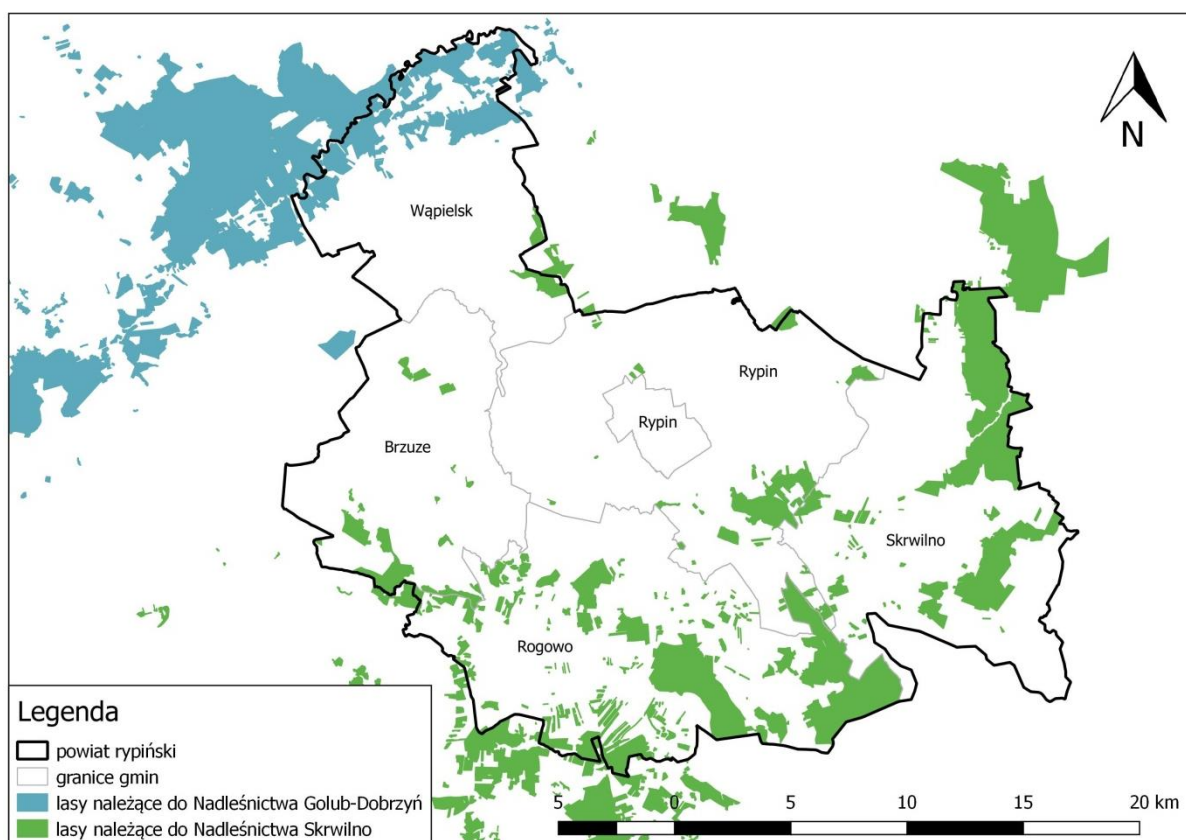 N
Wąpielsk
Rypin
Rypin
Brzuze
Skrwilno
Rogowo
Legenda
powiat rypiński
granice gmin
lasy należące do Nadleśnictwa Golub-Dobrzyń
lasy należące do Nadleśnictwa Skrwilno
5 0 5 10 15 20 km